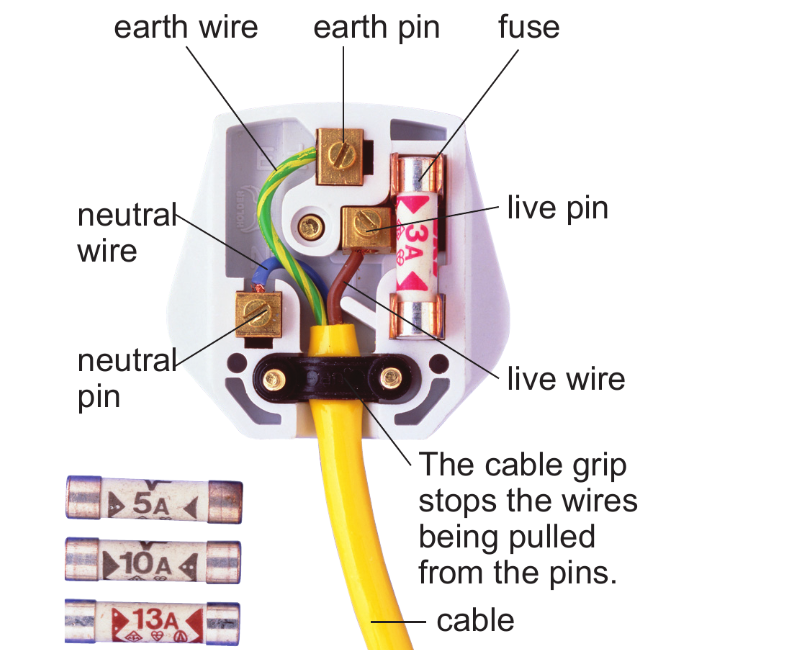 earth wire
earth pin
fuse
neutral
wire
live pin
3A
neutral
pin
live wire
The cable grip
stops the wires
being pulled
from the pins.
5A
10A
13A
cable